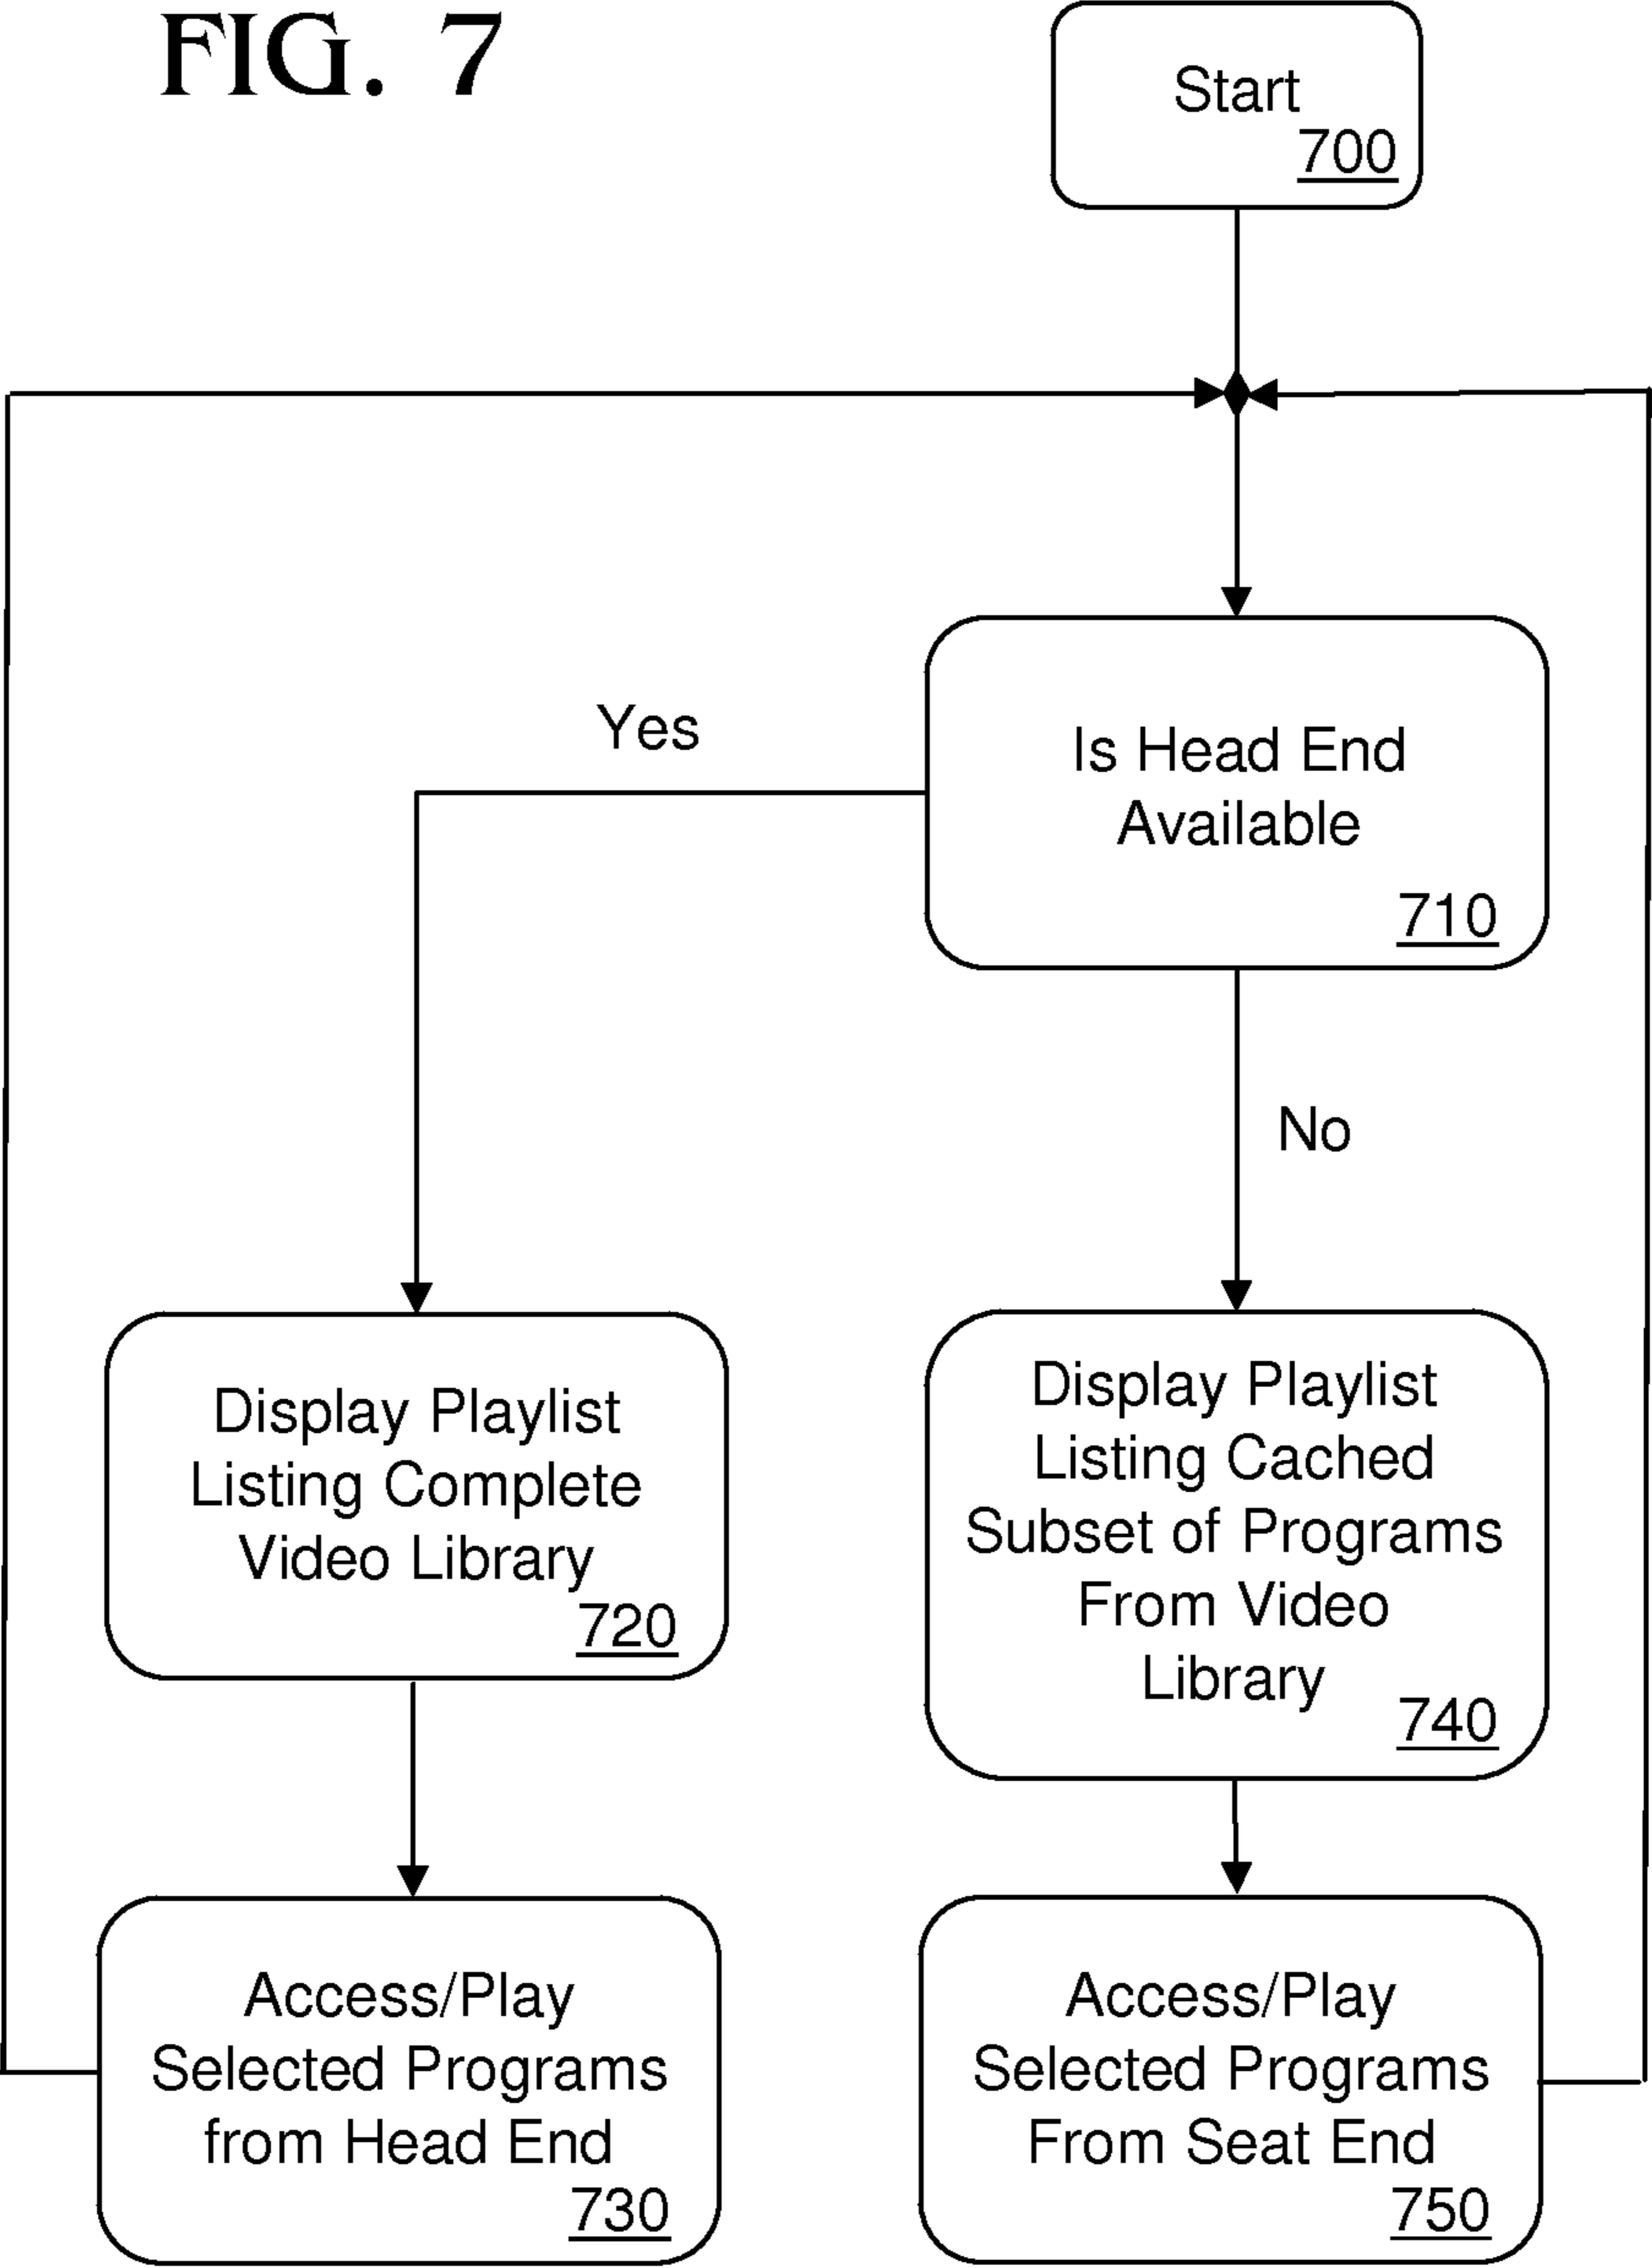 FIG. 7
Start
700
Yes
Is Head End
Available
710
No
Display Playlist
Listing Complete
Video Library
720
Display Playlist
Listing Cached
Subset of Programs
From Video
Library
740
Access/Play
Selected Programs
from Head End
730
Access/Play
Selected Programs
From Seat End
750